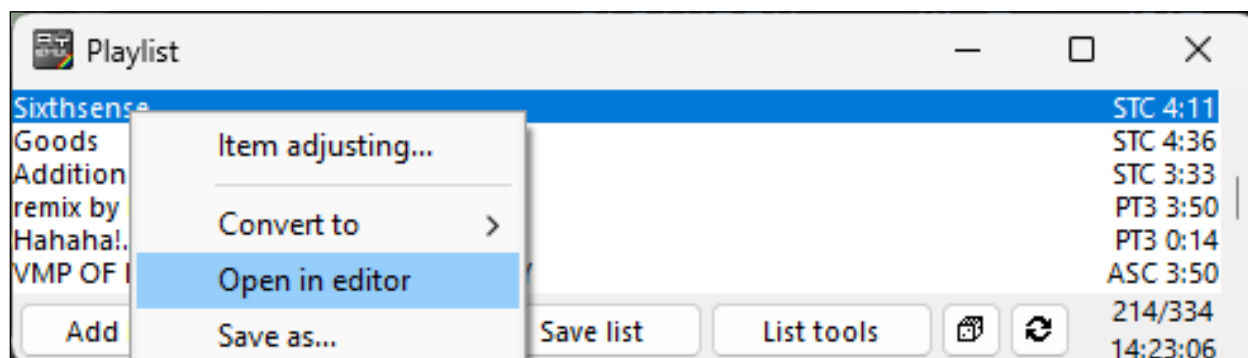 Playlist
Sixthsense STC 4:11
Goods STC 4:36
Addition STC 3:33
remix by PT3 3:50
Hahaha!. PT3 0:14
VMP OF ASC 3:50
Item adjusting...
Convert to
Open in editor
Save as...
Add Save list List tools 214/334
14:23:06